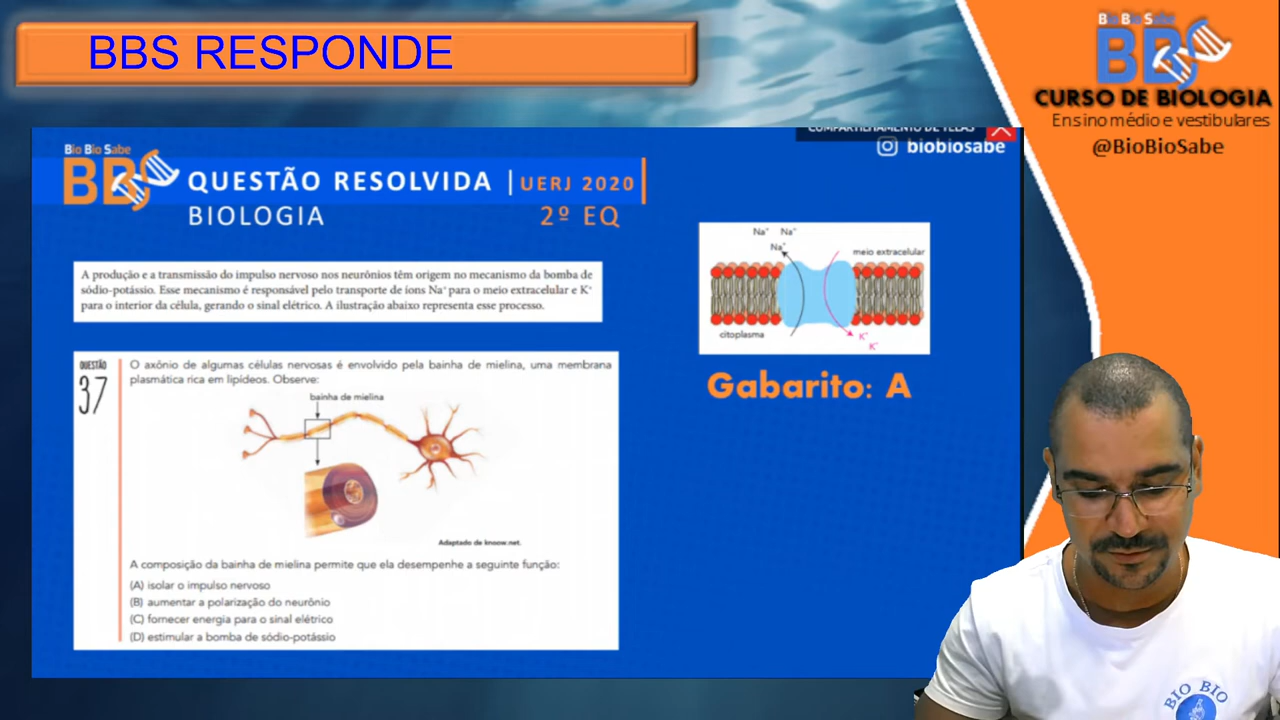 BBS RESPONDE
Bio Bio Sabe
BBS
CURSO DE BIOLOGIA
Ensino médio e vestibulares
@BioBioSabe
COMPARTILHAMENTO DE TELAS
biobiosabe
Bio Bio Sabe
BBS
QUESTÃO RESOLVIDA | UERJ 2020
BIOLOGIA
2º EQ
A produção e a transmissão do impulso nervoso nos neurônios têm origem no mecanismo da bomba de
sódio-potássio. Esse mecanismo é responsável pelo transporte de íons Na⁺ para o meio extracelular e K⁺
para o interior da célula, gerando o sinal elétrico. A ilustração abaixo representa esse processo.
Na⁺ Na⁺
Na⁺
meio extracelular
citoplasma
K⁺
K⁺
Gabarito: A
QUESTÃO
37
O axônio de algumas células nervosas é envolvido pela bainha de mielina, uma membrana
plasmática rica em lipídeos. Observe:
bainha de mielina
Adaptado de knoow.net.
A composição da bainha de mielina permite que ela desempenhe a seguinte função:
(A) isolar o impulso nervoso
(B) aumentar a polarização do neurônio
(C) fornecer energia para o sinal elétrico
(D) estimular a bomba de sódio-potássio
BIO BIO